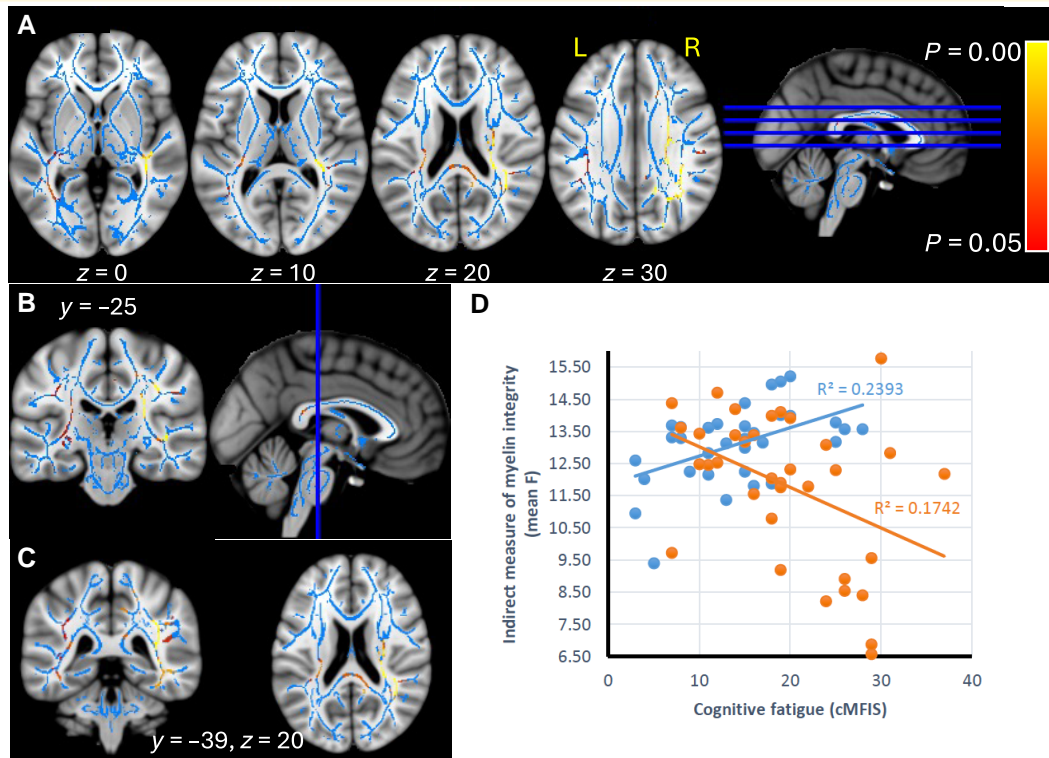 A
L
R
P = 0.00
P = 0.05
z = 0
z = 10
z = 20
z = 30
B
y = –25
C
y = –39, z = 20
D
Indirect measure of myelin integrity
(mean F)
15.50
14.50
13.50
12.50
11.50
10.50
9.50
8.50
7.50
6.50
R² = 0.2393
R² = 0.1742
0
10
20
30
40
Cognitive fatigue (cMFIS)